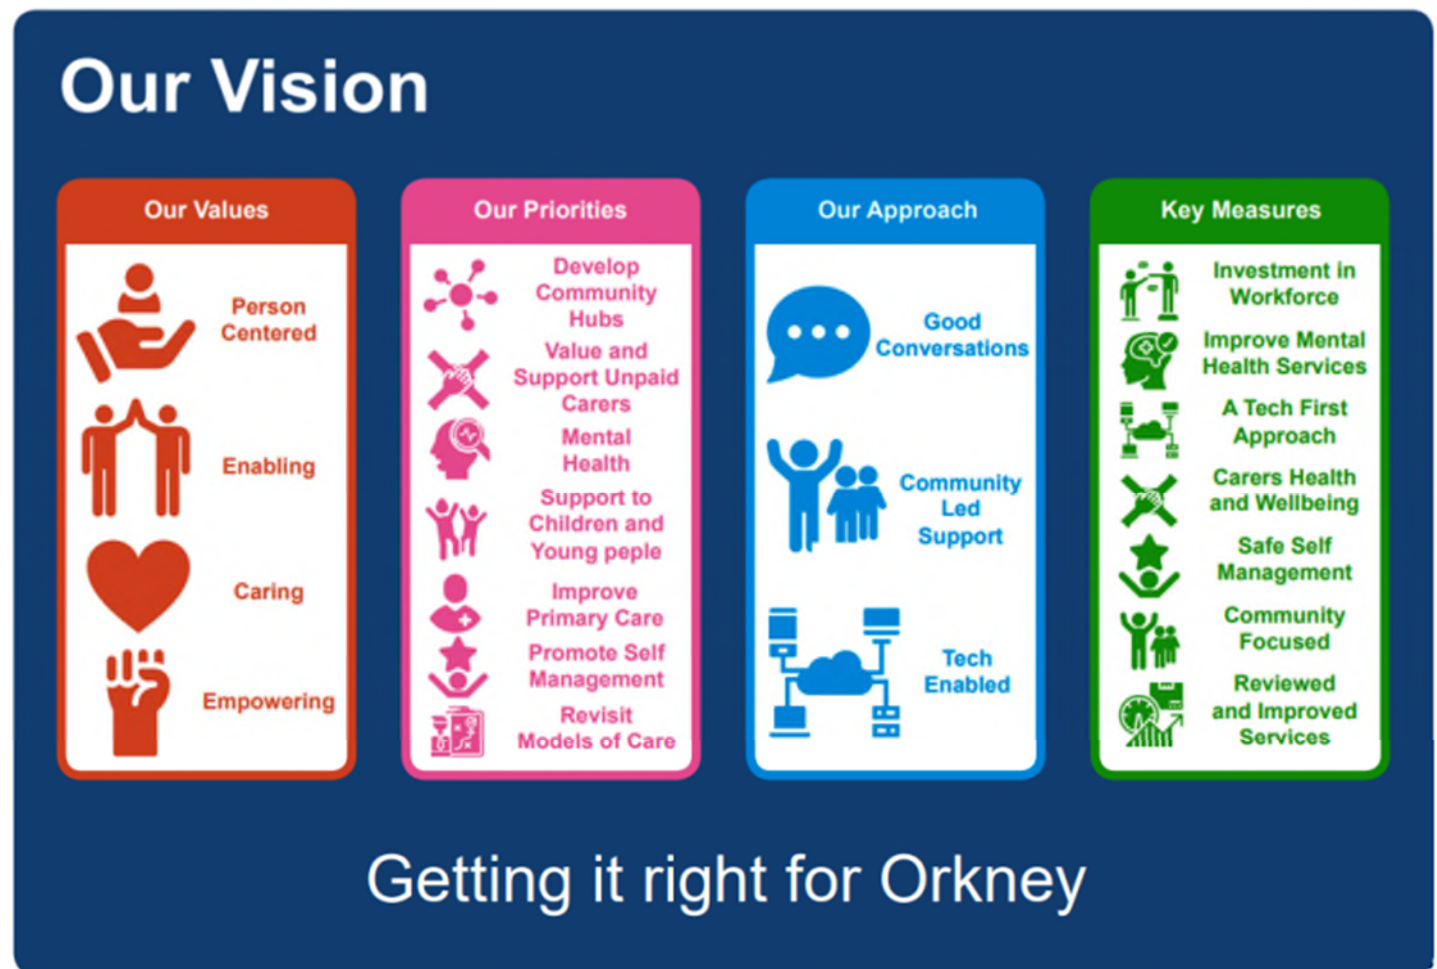 Our Vision
Our Values
Person
Centered
Enabling
Caring
Empowering
Our Priorities
Develop
Community
Hubs
Value and
Support Unpaid
Carers
Mental
Health
Support to
Children and
Young peple
Improve
Primary Care
Promote Self
Management
Revisit
Models of Care
Our Approach
Good
Conversations
Community
Led
Support
Tech
Enabled
Key Measures
Investment in
Workforce
Improve Mental
Health Services
A Tech First
Approach
Carers Health
and Wellbeing
Safe Self
Management
Community
Focused
Reviewed
and Improved
Services
Getting it right for Orkney